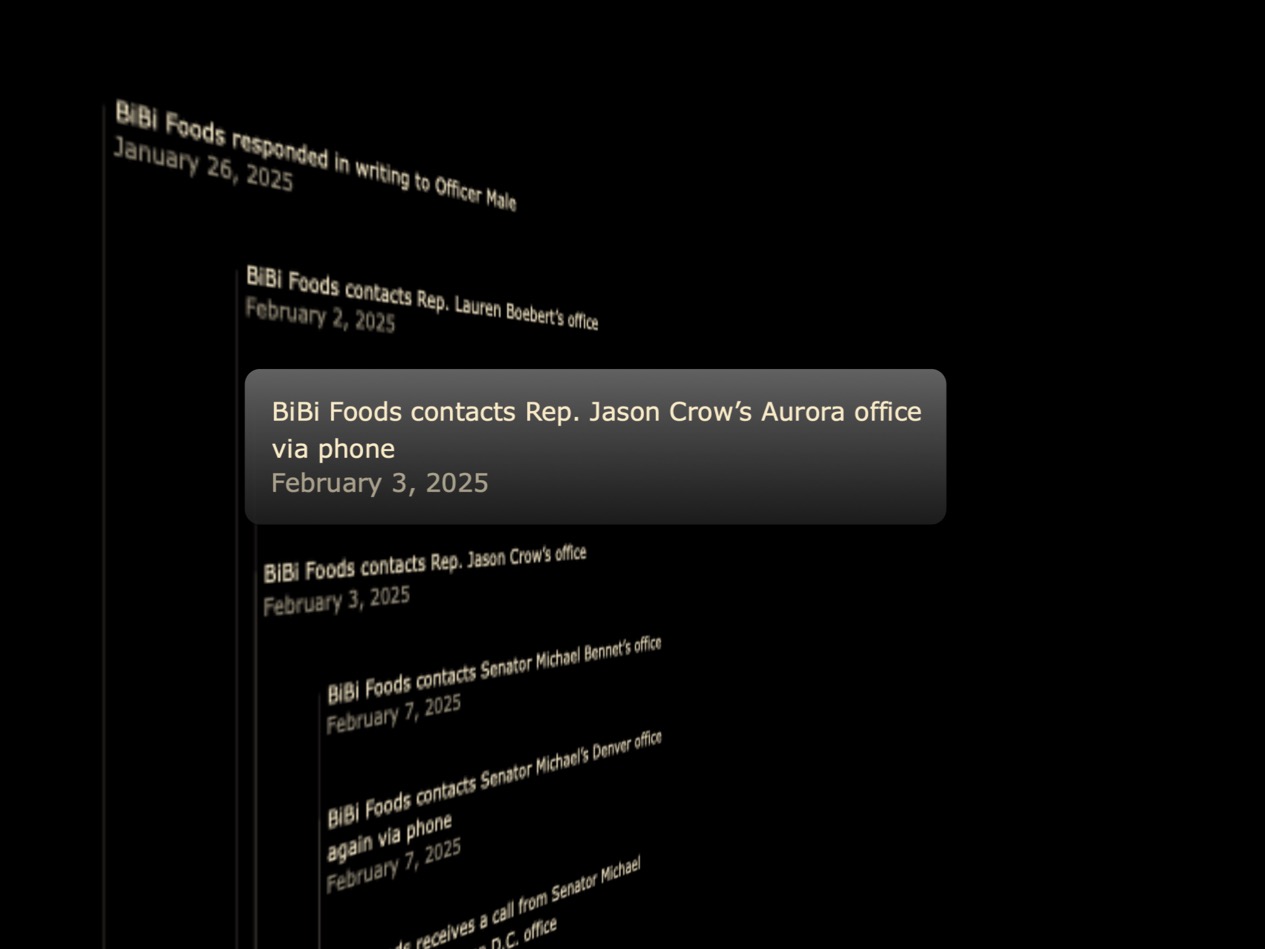 BiBi Foods responded in writing to Officer Male
January 26, 2025
BiBi Foods contacts Rep. Lauren Boebert’s office
February 2, 2025
BiBi Foods contacts Rep. Jason Crow’s Aurora office
via phone
February 3, 2025
BiBi Foods contacts Rep. Jason Crow’s office
February 3, 2025
BiBi Foods contacts Senator Michael Bennet’s office
February 7, 2025
BiBi Foods contacts Senator Michael’s Denver office
again via phone
February 7, 2025
receives a call from Senator Michael
D.C. office